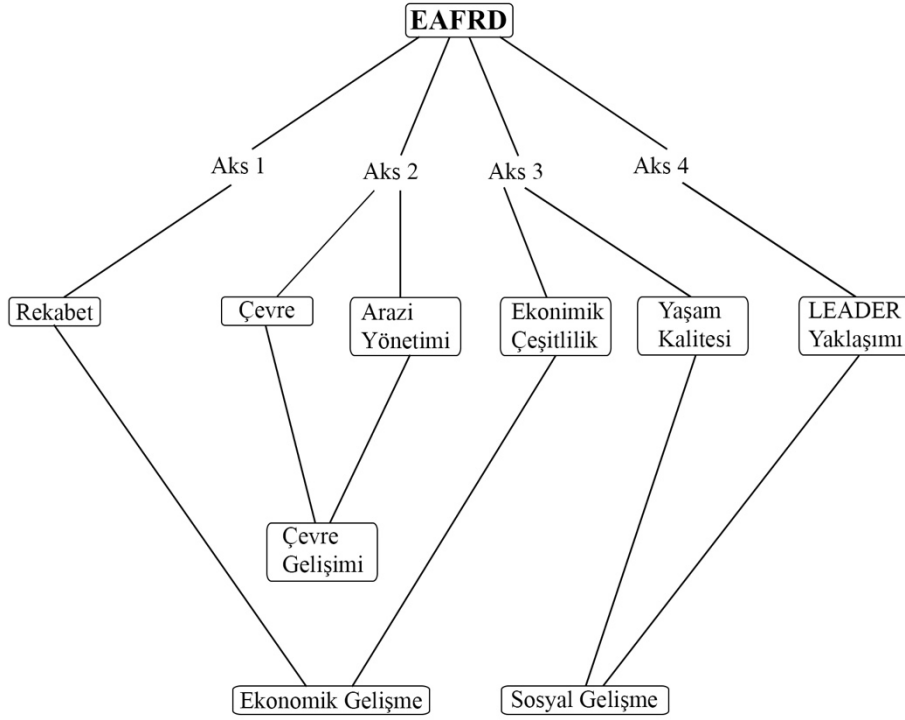 EAFRD
Aks 1
Aks 2
Aks 3
Aks 4
Rekabet
Çevre
Arazi
Yönetimi
Ekonimik
Çeşitlilik
Yaşam
Kalitesi
LEADER
Yaklaşımı
Çevre
Gelişimi
Ekonomik Gelişme
Sosyal Gelişme